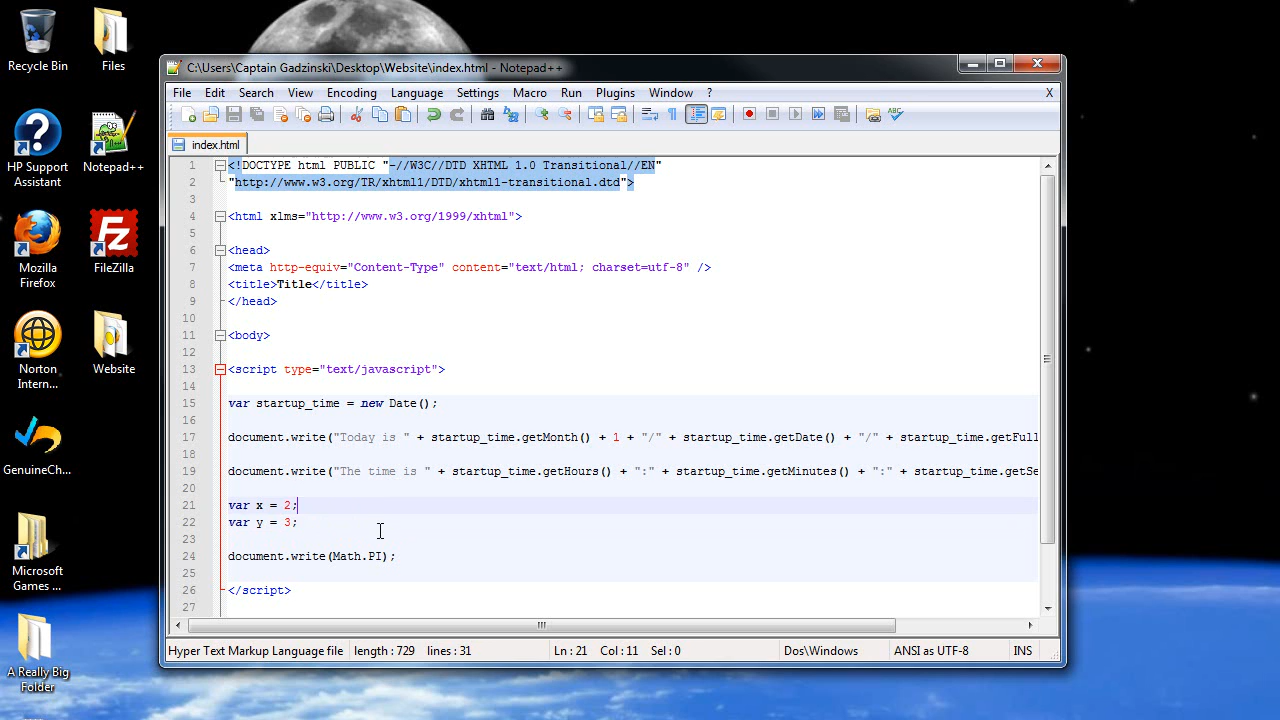 Recycle Bin
Files
HP Support
Assistant
Notepad++
Mozilla
Firefox
FileZilla
Norton
Intern...
Website
GenuineCh...
Microsoft
Games ...
A Really Big
Folder
C:\Users\Captain Gadzinski\Desktop\Website\index.html - Notepad++
File Edit Search View Encoding Language Settings Macro Run Plugins Window ? X
index.html
1 <!DOCTYPE html PUBLIC "-//W3C//DTD XHTML 1.0 Transitional//EN"
2 "http://www.w3.org/TR/xhtml1/DTD/xhtml1-transitional.dtd">
3
4 <html xlms="http://www.w3.org/1999/xhtml">
5
6 <head>
7 <meta http-equiv="Content-Type" content="text/html; charset=utf-8" />
8 <title>Title</title>
9 </head>
10
11 <body>
12
13 <script type="text/javascript">
14
15 var startup_time = new Date();
16
17 document.write("Today is " + startup_time.getMonth() + 1 + "/" + startup_time.getDate() + "/" + startup_time.getFull
18
19 document.write("The time is " + startup_time.getHours() + ":" + startup_time.getMinutes() + ":" + startup_time.getSe
20
21 var x = 2;
22 var y = 3;
23
24 document.write(Math.PI);
25
26 </script>
27
Hyper Text Markup Language file length : 729 lines : 31 Ln : 21 Col : 11 Sel : 0 Dos\Windows ANSI as UTF-8 INS